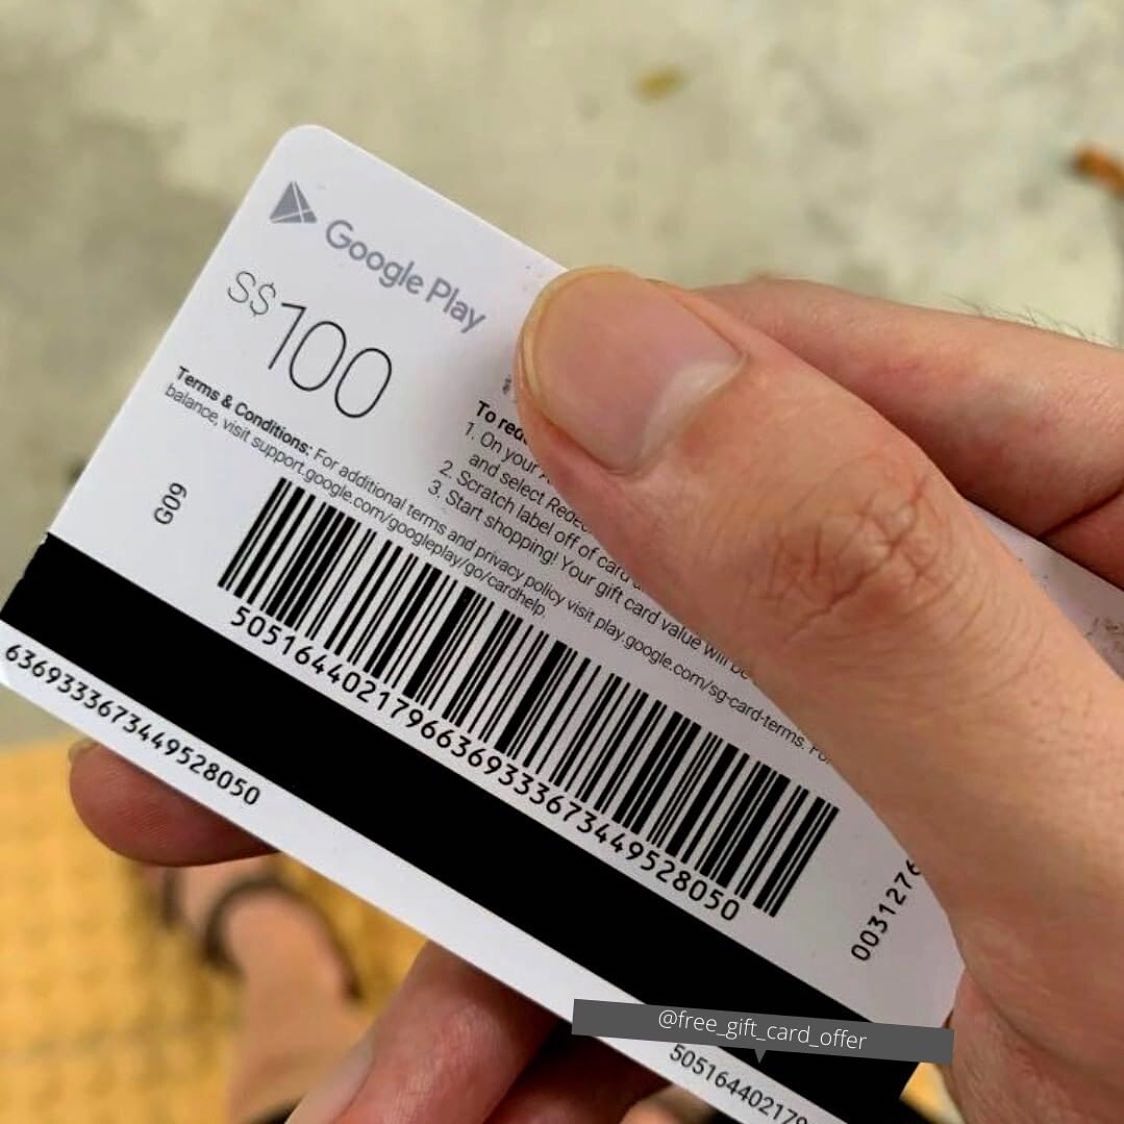 Google Play
S$100
To red
1. On your
and select Rede
2. Scratch label off of card
3. Start shopping! Your gift card value will be
Terms & Conditions: For additional terms and privacy policy visit play.google.com/sg-card-terms. For
balance, visit support.google.com/googleplay/go/cardhelp.
G09
50516440217966369333673449528050
0031276
6369333673449528050
@free_gift_card_offer
505164402179